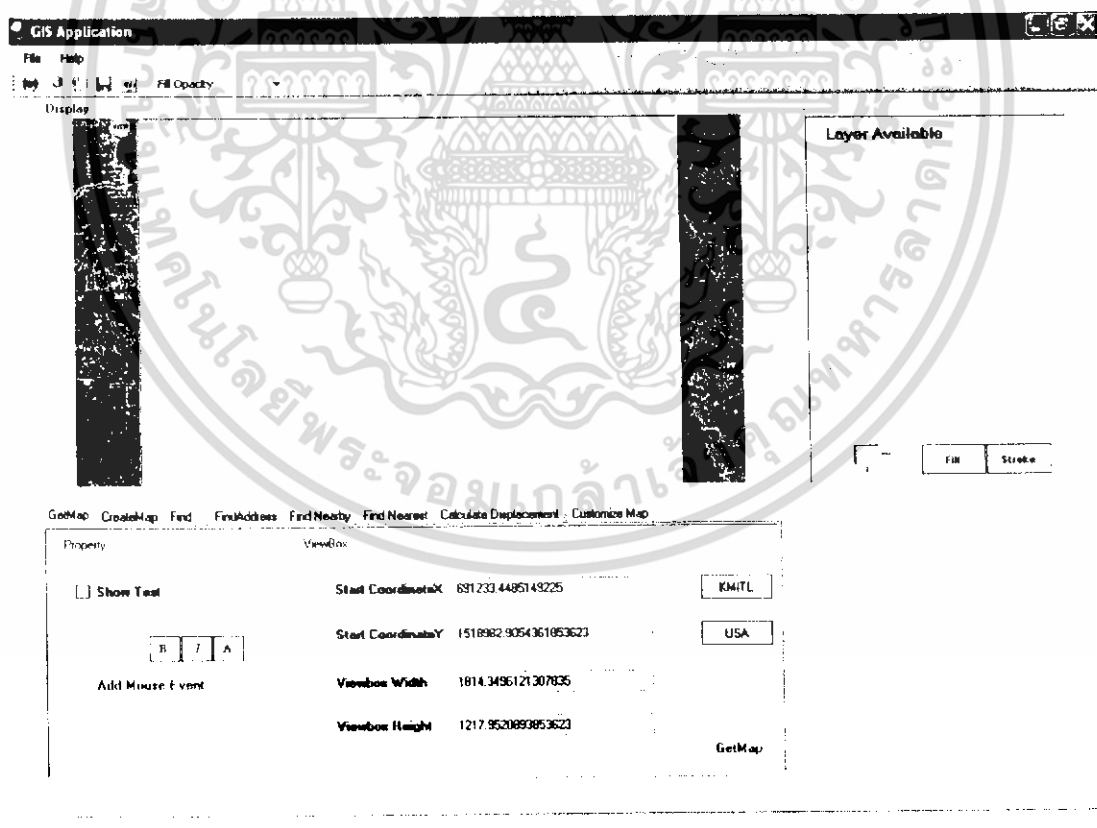 GIS Application
File Help
Fill Opacity
Display
Layer Available
Fill Stroke
GetMap CreateMap Find FindAddress Find Nearby Find Nearest Calculate Displacement Customize Map
Property ViewBox
Show Text Start CoordinateX 691233.4485149225 KMITL
Start CoordinateY 1518982.9054361853623 USA
B I A
Add Mouse Event Viewbox Width 1814.3496121307835
Viewbox Height 1217.9520893853623
GetMap